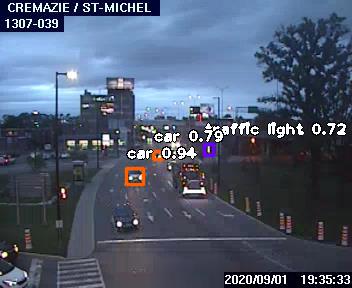 CREMAZIE / ST-MICHEL
1307-039
traffic light 0.72
car 0.79
car 0.94
2020/09/01 19:35:33